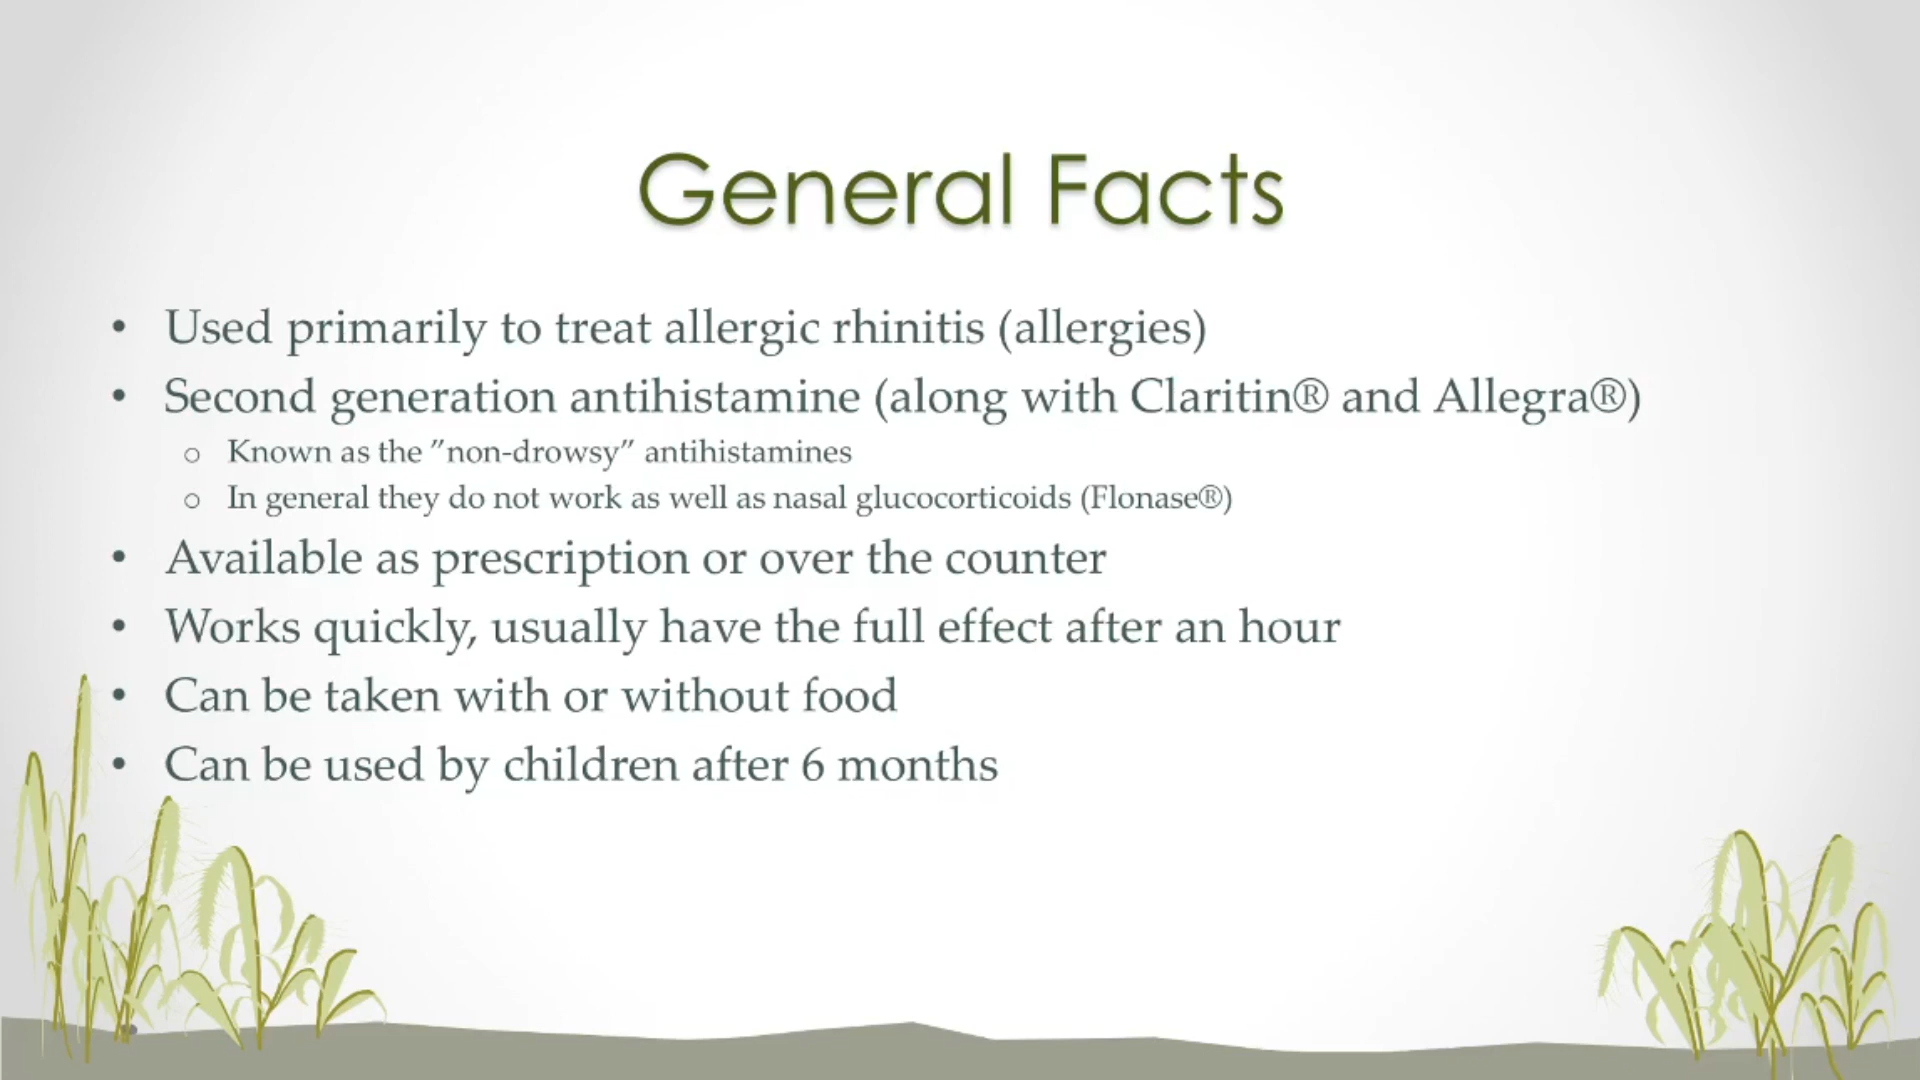 General Facts
• Used primarily to treat allergic rhinitis (allergies)
• Second generation antihistamine (along with Claritin® and Allegra®)
o Known as the ”non-drowsy” antihistamines
o In general they do not work as well as nasal glucocorticoids (Flonase®)
• Available as prescription or over the counter
• Works quickly, usually have the full effect after an hour
• Can be taken with or without food
• Can be used by children after 6 months